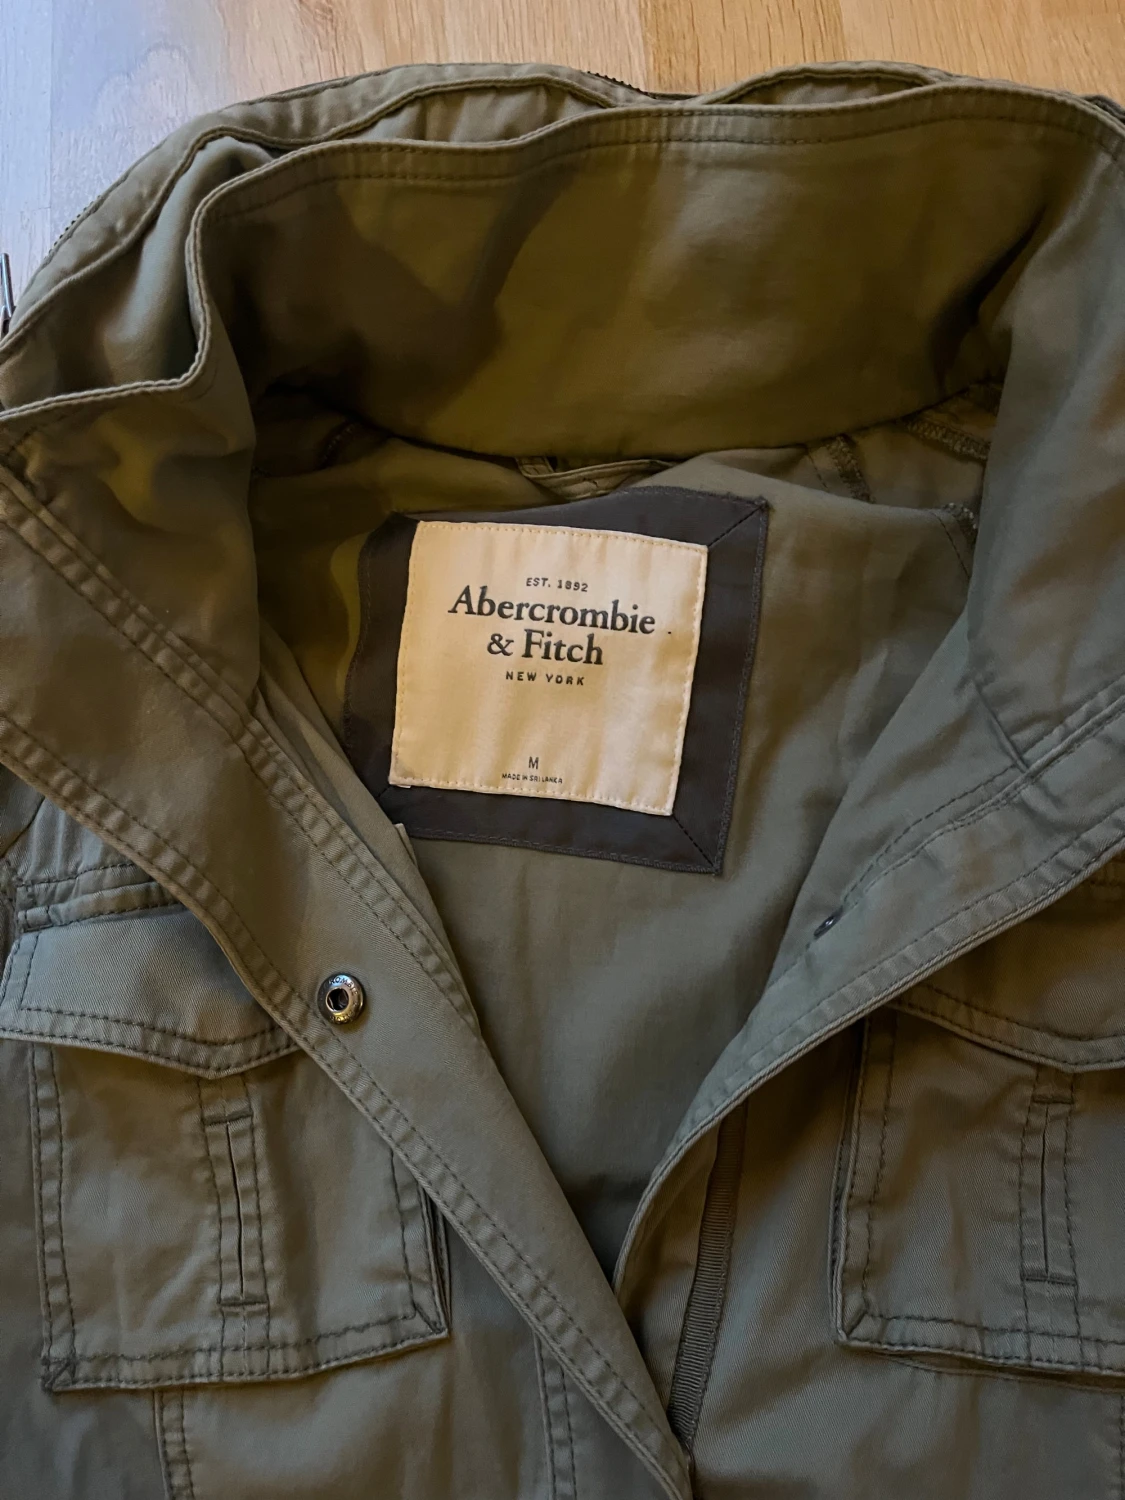 EST. 1892
Abercrombie
& Fitch
NEW YORK
M
MADE IN SRI LANKA